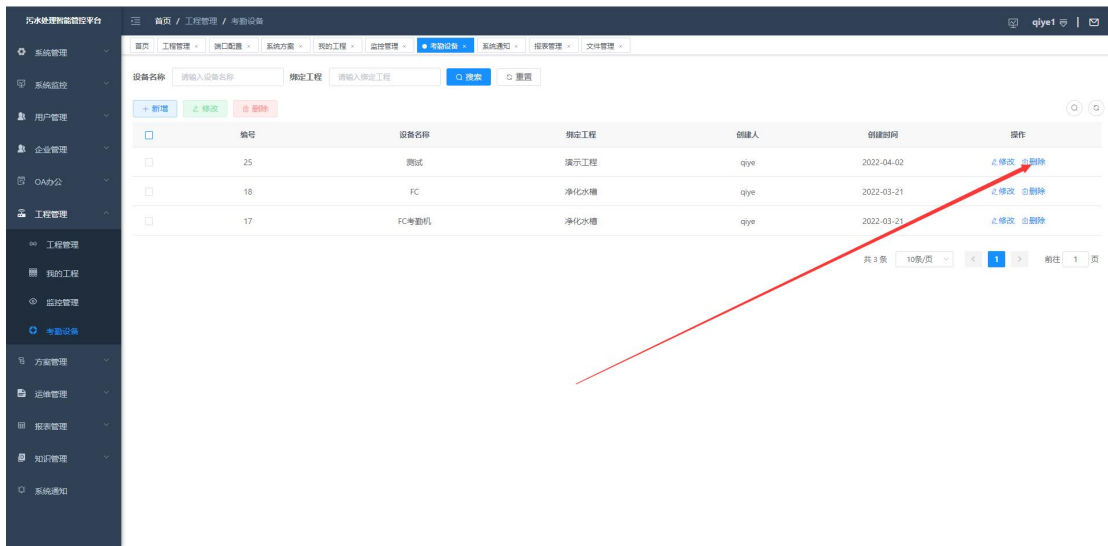 污水处理智能管控平台
首页 / 工程管理 / 考勤设备
qiye1
首页 工程管理 × 端口配置 × 系统方案 × 我的工程 × 监控管理 × 考勤设备 × 系统通知 × 报表管理 × 文件管理 ×
系统管理
系统监控
用户管理
企业管理
OA办公
工程管理
工程管理
我的工程
监控管理
考勤设备
方案管理
运维管理
报表管理
知识管理
系统通知
设备名称 请输入设备名称 绑定工程 请输入绑定工程 搜索 重置
+ 新增 修改 删除
编号 设备名称 绑定工程 创建人 创建时间 操作
25 测试 演示工程 qiye 2022-04-02 修改 删除
18 FC 净化水槽 qiye 2022-03-21 修改 删除
17 FC考勤机 净化水槽 qiye 2022-03-21 修改 删除
共 3 条 10条/页 < 1 > 前往 1 页